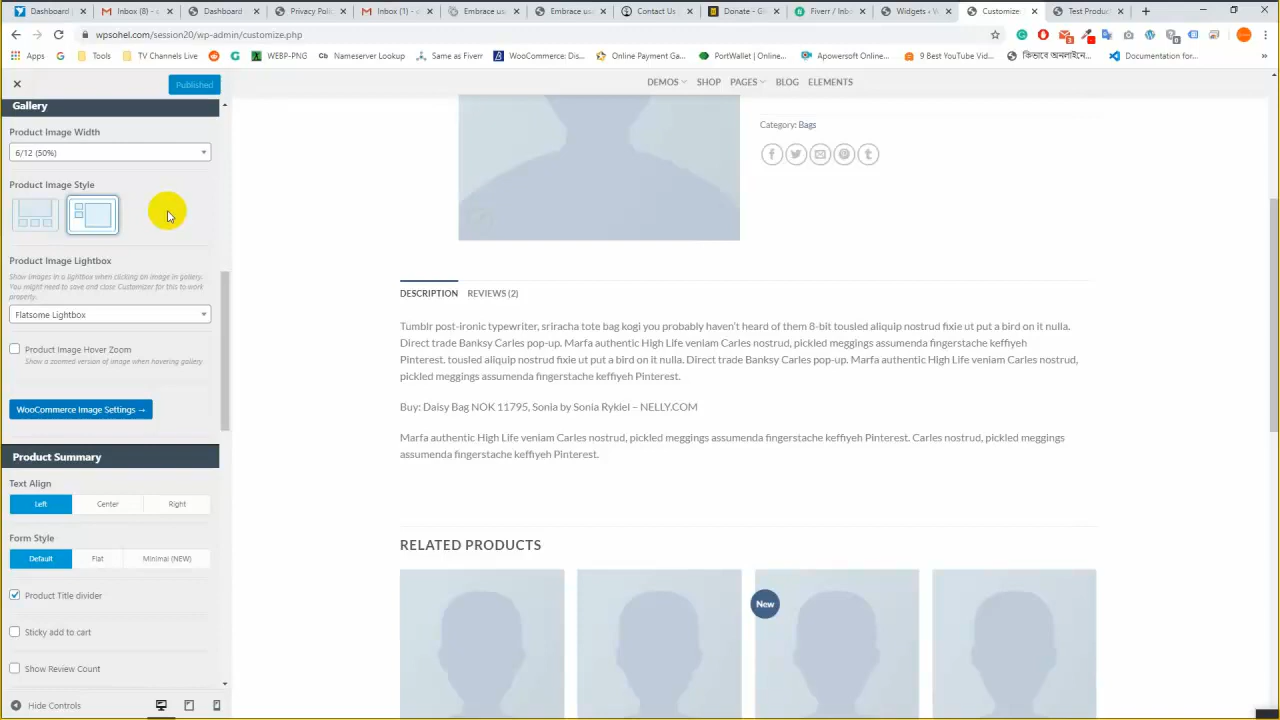 Dashboard
Inbox (8) -
Dashboard
Privacy Polic
Inbox (1) -
Embrace us
Embrace us
Contact Us
Donate - Gi
Fiverr / Inbo
Widgets ‹ W
Customize:
Test Produc
wpsohel.com/session20/wp-admin/customize.php
Apps
Tools
TV Channels Live
WEBP-PNG
Nameserver Lookup
Same as Fiverr
WooCommerce: Dis...
Online Payment Ga...
PortWallet | Online...
Apowersoft Online...
9 Best YouTube Vid...
কিভাবে অনলাইনে...
Documentation for...
Published
DEMOS
SHOP
PAGES
BLOG
ELEMENTS
Gallery
Product Image Width
6/12 (50%)
Product Image Style
Product Image Lightbox
Show images in a lightbox when clicking on image in gallery.
You might need to save and close Customizer for this to work
properly.
Flatsome Lightbox
Product Image Hover Zoom
Show a zoomed version of image when hovering gallery
WooCommerce Image Settings →
Product Summary
Text Align
Left
Center
Right
Form Style
Default
Flat
Minimal (NEW)
Product Title divider
Sticky add to cart
Show Review Count
Hide Controls
Category: Bags
DESCRIPTION
REVIEWS (2)
Tumblr post-ironic typewriter, sriracha tote bag kogi you probably haven't heard of them 8-bit tousled aliquip nostrud fixie ut put a bird on it nulla.
Direct trade Banksy Carles pop-up. Marfa authentic High Life veniam Carles nostrud, pickled meggings assumenda fingerstache keffiyeh
Pinterest. tousled aliquip nostrud fixie ut put a bird on it nulla. Direct trade Banksy Carles pop-up. Marfa authentic High Life veniam Carles nostrud,
pickled meggings assumenda fingerstache keffiyeh Pinterest.
Buy: Daisy Bag NOK 11795, Sonia by Sonia Rykiel – NELLY.COM
Marfa authentic High Life veniam Carles nostrud, pickled meggings assumenda fingerstache keffiyeh Pinterest. Carles nostrud, pickled meggings
assumenda fingerstache keffiyeh Pinterest.
RELATED PRODUCTS
New